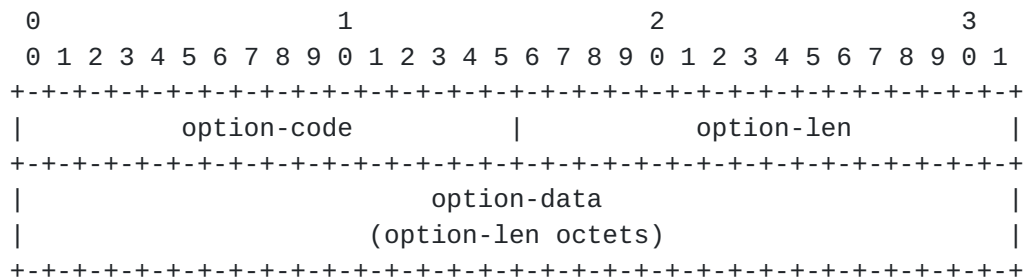 0                   1                   2                   3
 0 1 2 3 4 5 6 7 8 9 0 1 2 3 4 5 6 7 8 9 0 1 2 3 4 5 6 7 8 9 0 1
+-+-+-+-+-+-+-+-+-+-+-+-+-+-+-+-+-+-+-+-+-+-+-+-+-+-+-+-+-+-+-+-+
|          option-code          |           option-len          |
+-+-+-+-+-+-+-+-+-+-+-+-+-+-+-+-+-+-+-+-+-+-+-+-+-+-+-+-+-+-+-+-+
|                          option-data                          |
|                      (option-len octets)                      |
+-+-+-+-+-+-+-+-+-+-+-+-+-+-+-+-+-+-+-+-+-+-+-+-+-+-+-+-+-+-+-+-+